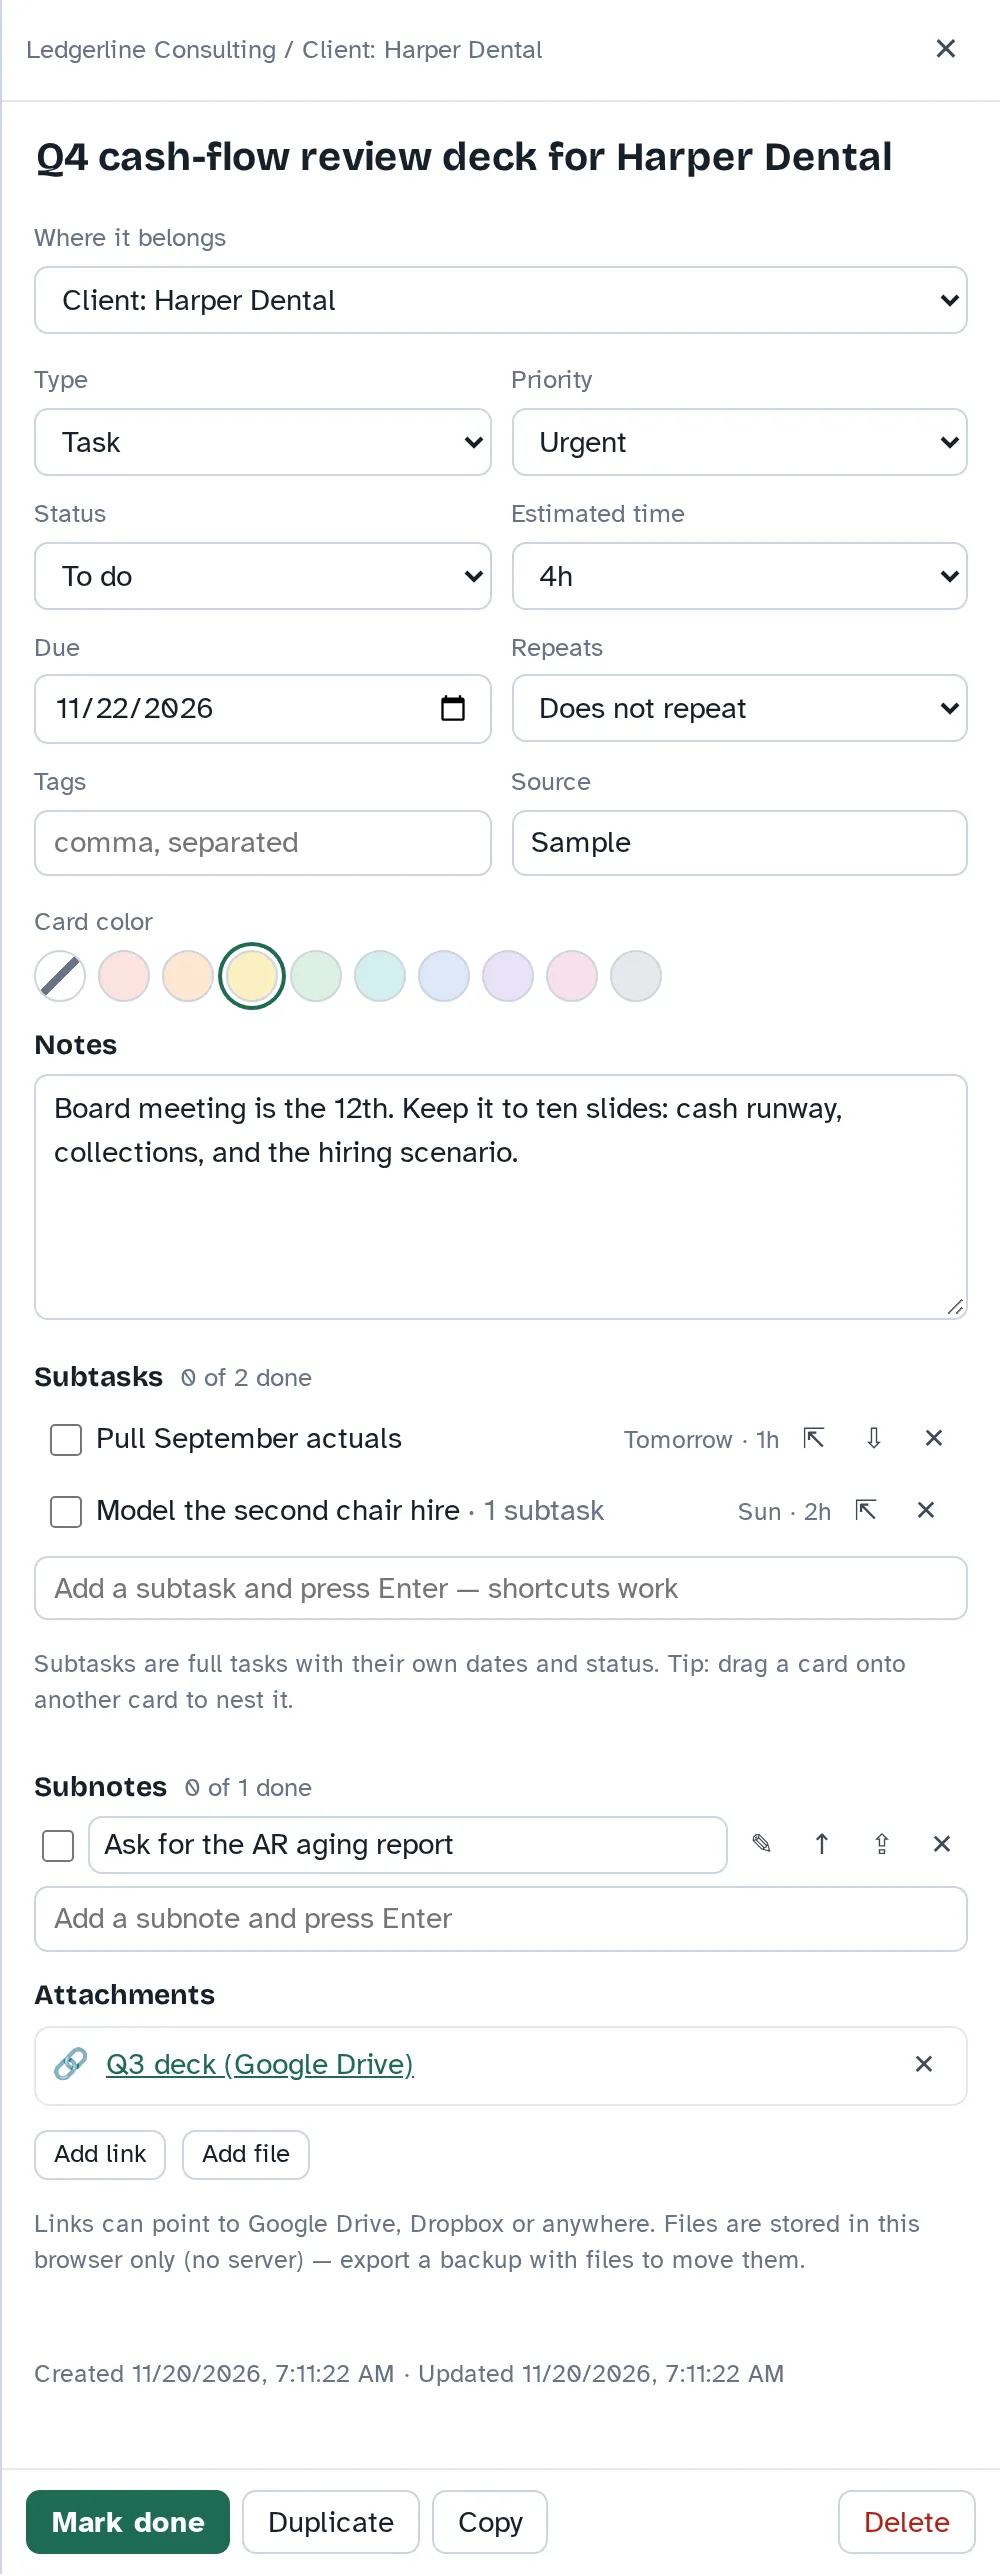 Ledgerline Consulting / Client: Harper Dental ✕
Q4 cash-flow review deck for Harper Dental
Where it belongs
Client: Harper Dental
Type Priority
Task Urgent
Status Estimated time
To do 4h
Due Repeats
11/22/2026 Does not repeat
Tags Source
comma, separated Sample
Card color
Notes
Board meeting is the 12th. Keep it to ten slides: cash runway,
collections, and the hiring scenario.
Subtasks 0 of 2 done
Pull September actuals Tomorrow · 1h ⇱ ⇩ ✕
Model the second chair hire · 1 subtask Sun · 2h ⇱ ✕
Add a subtask and press Enter — shortcuts work
Subtasks are full tasks with their own dates and status. Tip: drag a card onto
another card to nest it.
Subnotes 0 of 1 done
Ask for the AR aging report ✎ ↑ ⇪ ✕
Add a subnote and press Enter
Attachments
🔗 Q3 deck (Google Drive) ✕
Add link Add file
Links can point to Google Drive, Dropbox or anywhere. Files are stored in this
browser only (no server) — export a backup with files to move them.
Created 11/20/2026, 7:11:22 AM · Updated 11/20/2026, 7:11:22 AM
Mark done Duplicate Copy Delete